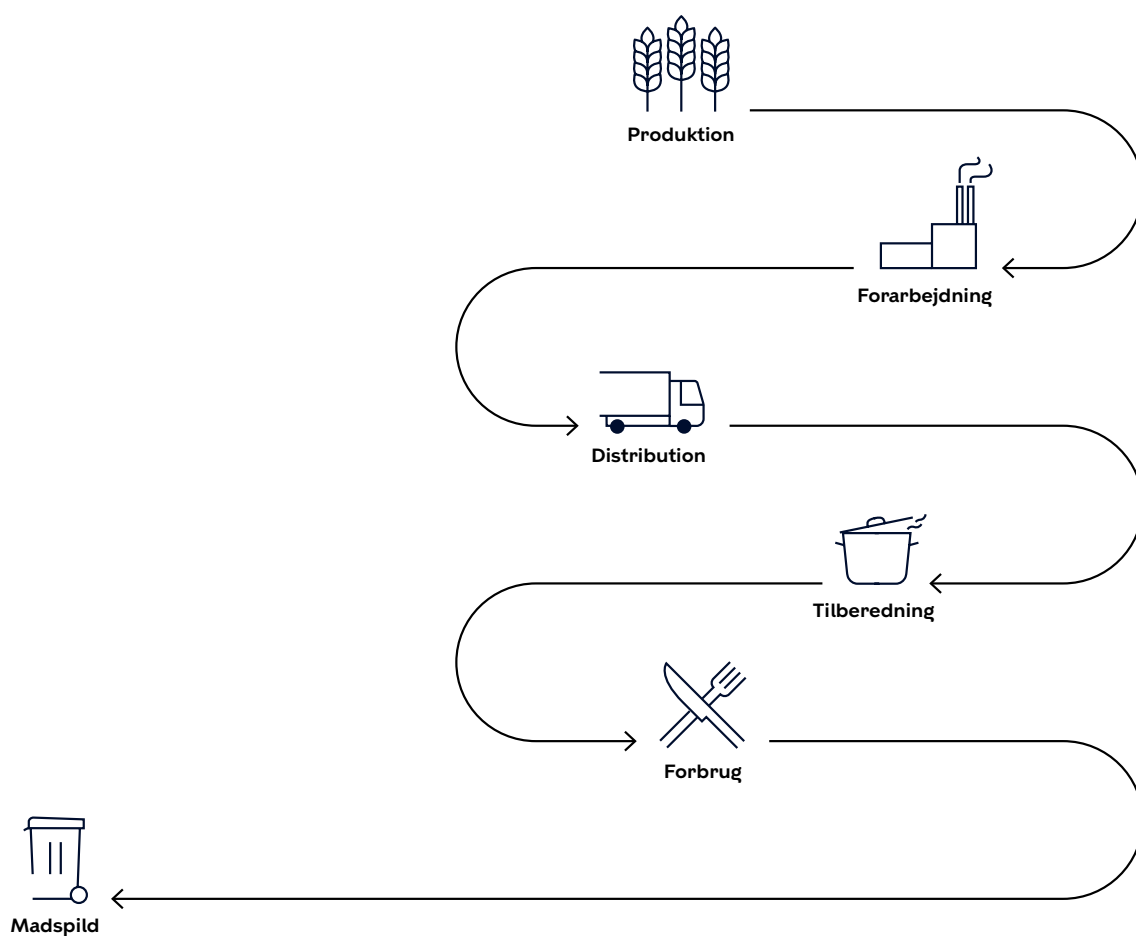 Produktion
Forarbejdning
Distribution
Tilberedning
Forbrug
Madspild